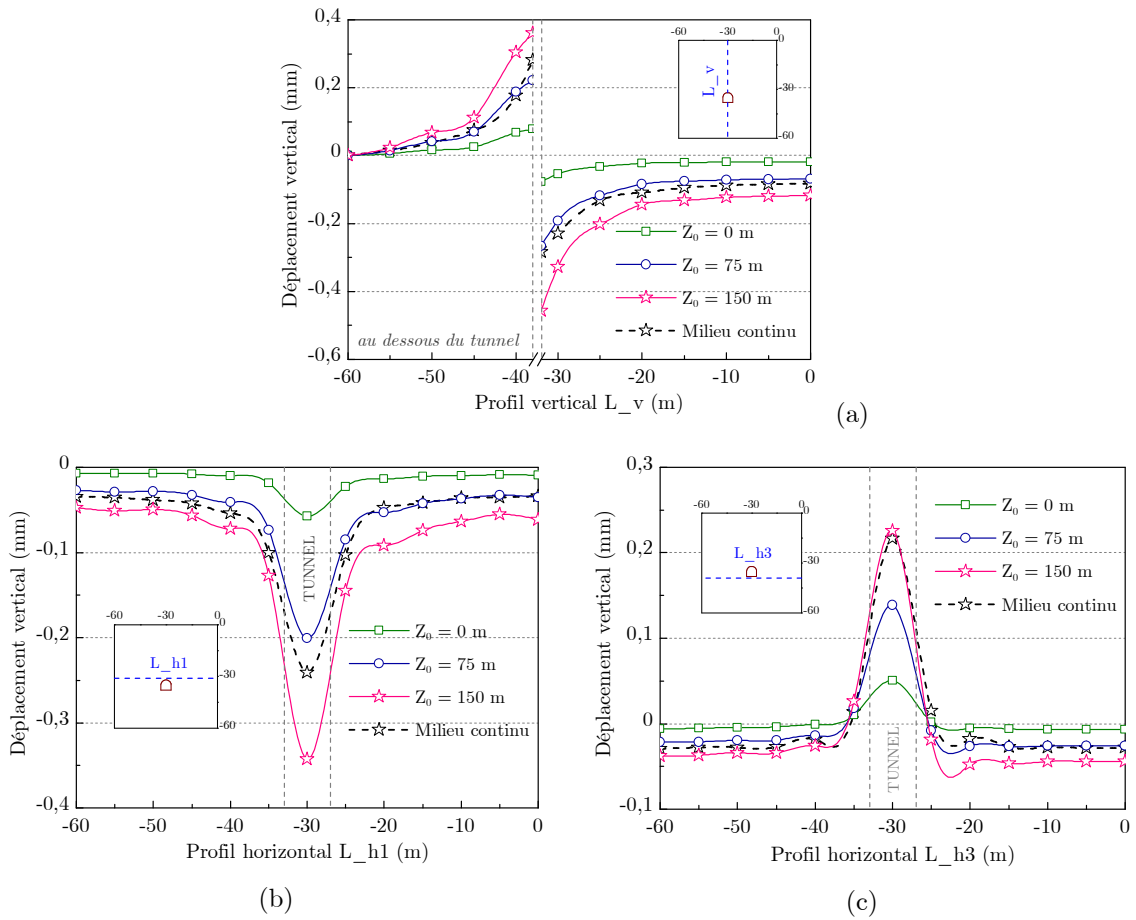 0,4
0,2
0
-0,2
-0,4
-0,6
Déplacement vertical (mm)
-60 -30 0
0
-30
-60
L_v
Z₀ = 0 m
Z₀ = 75 m
Z₀ = 150 m
Milieu continu
au dessous du tunnel
-60 -50 -40 -30 -20 -10 0
Profil vertical L_v (m)
(a)
0
-0,1
-0,2
-0,3
-0,4
Déplacement vertical (mm)
TUNNEL
-60 -30 0
L_h1
-30
-60
Z₀ = 0 m
Z₀ = 75 m
Z₀ = 150 m
Milieu continu
-60 -50 -40 -30 -20 -10 0
Profil horizontal L_h1 (m)
(b)
0,3
0,2
0,1
0
-0,1
Déplacement vertical (mm)
-60 -30 0
L_h3
-30
-60
Z₀ = 0 m
Z₀ = 75 m
Z₀ = 150 m
Milieu continu
TUNNEL
-60 -50 -40 -30 -20 -10 0
Profil horizontal L_h3 (m)
(c)